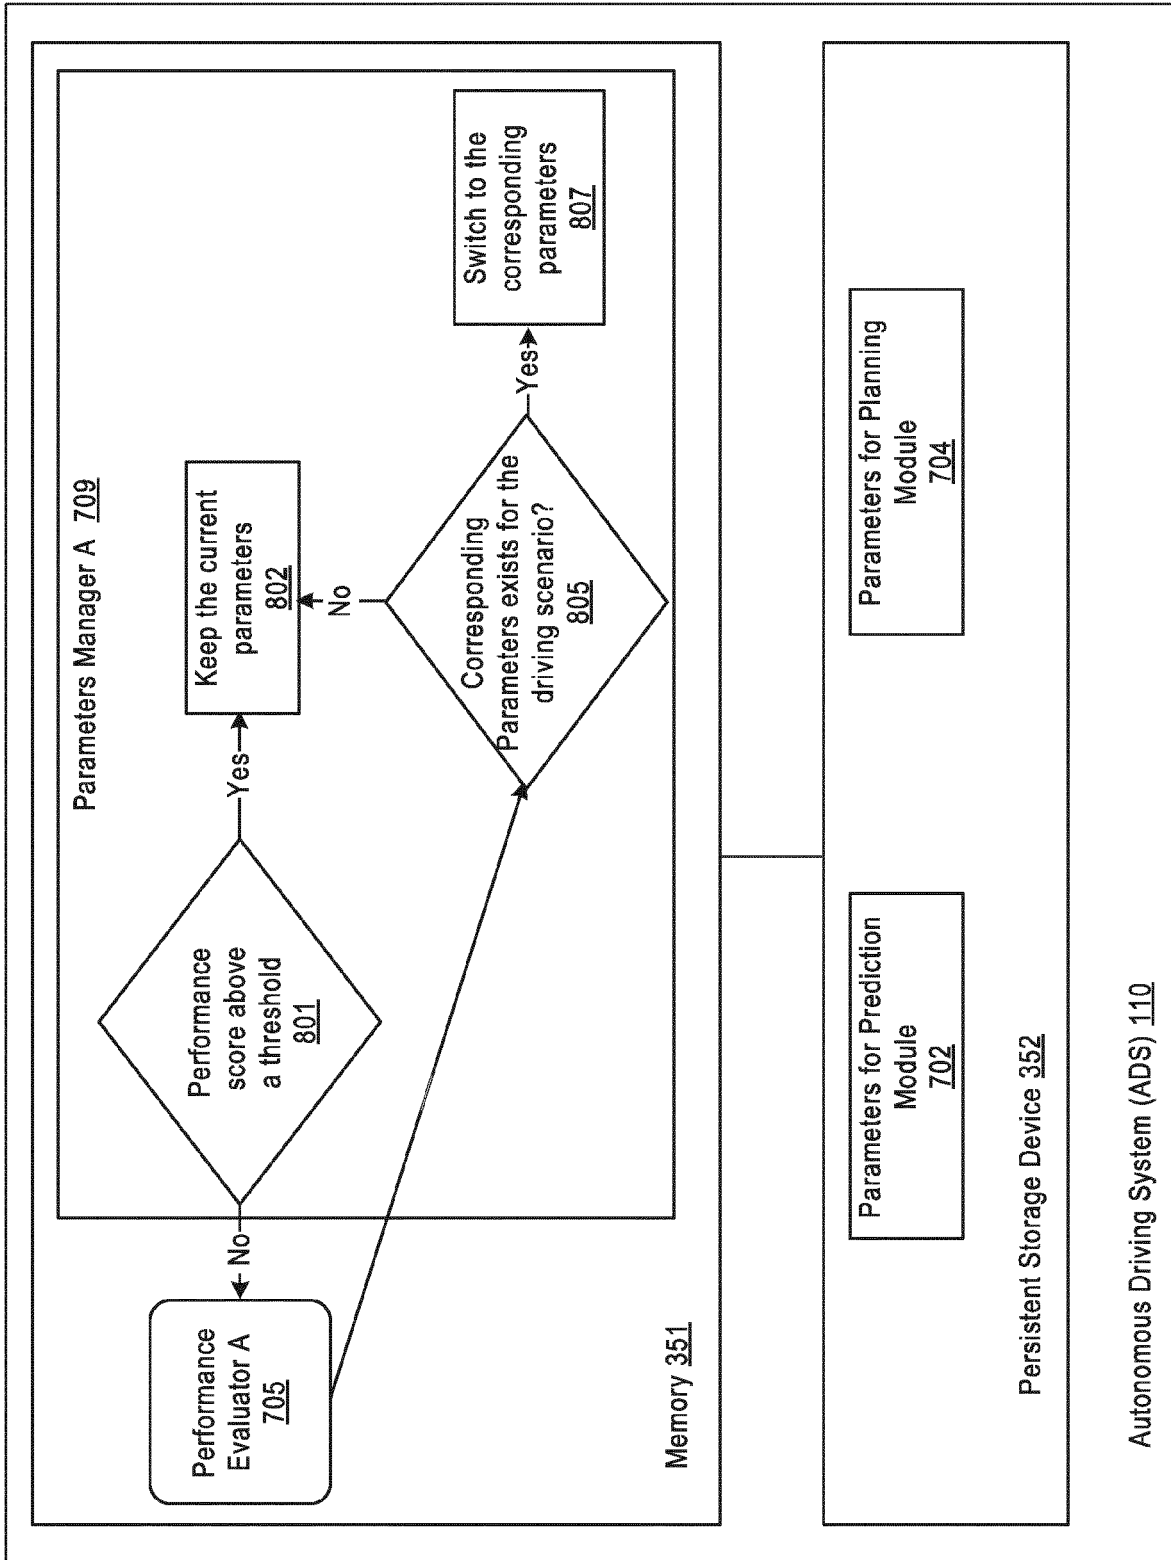 Parameters Manager A 709
Performance
Evaluator A
705
No
Performance
score above
a threshold
801
Yes
Keep the current
parameters
802
No
Corresponding
Parameters exists for the
driving scenario?
805
Yes
Switch to the
corresponding
parameters
807
Memory 351
Parameters for Prediction
Module
702
Parameters for Planning
Module
704
Persistent Storage Device 352
Autonomous Driving System (ADS) 110